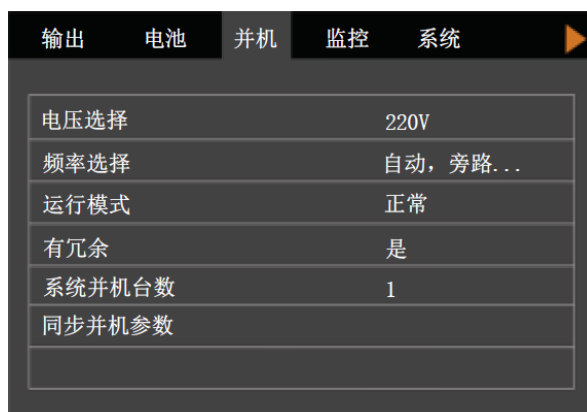 输出 电池 并机 监控 系统
电压选择 220V
频率选择 自动，旁路...
运行模式 正常
有冗余 是
系统并机台数 1
同步并机参数